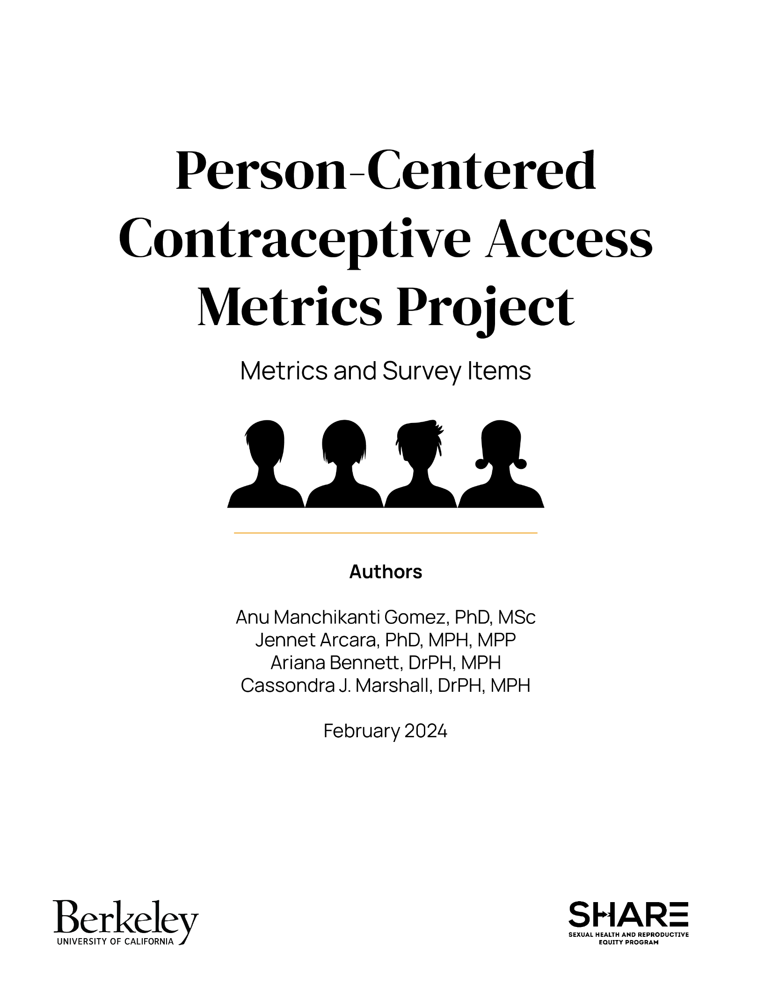 Person-Centered
Contraceptive Access
Metrics Project
Metrics and Survey Items
Authors
Anu Manchikanti Gomez, PhD, MSc
Jennet Arcara, PhD, MPH, MPP
Ariana Bennett, DrPH, MPH
Cassondra J. Marshall, DrPH, MPH
February 2024
Berkeley
UNIVERSITY OF CALIFORNIA
SHARE
SEXUAL HEALTH AND REPRODUCTIVE
EQUITY PROGRAM